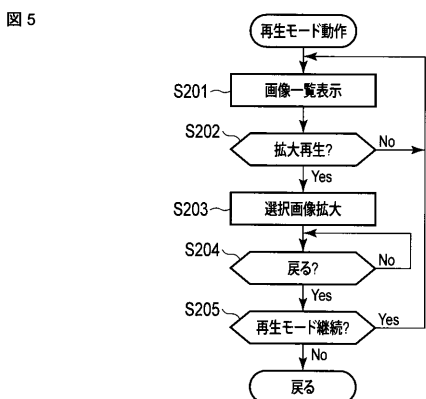 図５
再生モード動作
S201
画像一覧表示
S202
拡大再生?
No
Yes
S203
選択画像拡大
S204
戻る?
No
Yes
S205
再生モード継続?
Yes
No
戻る